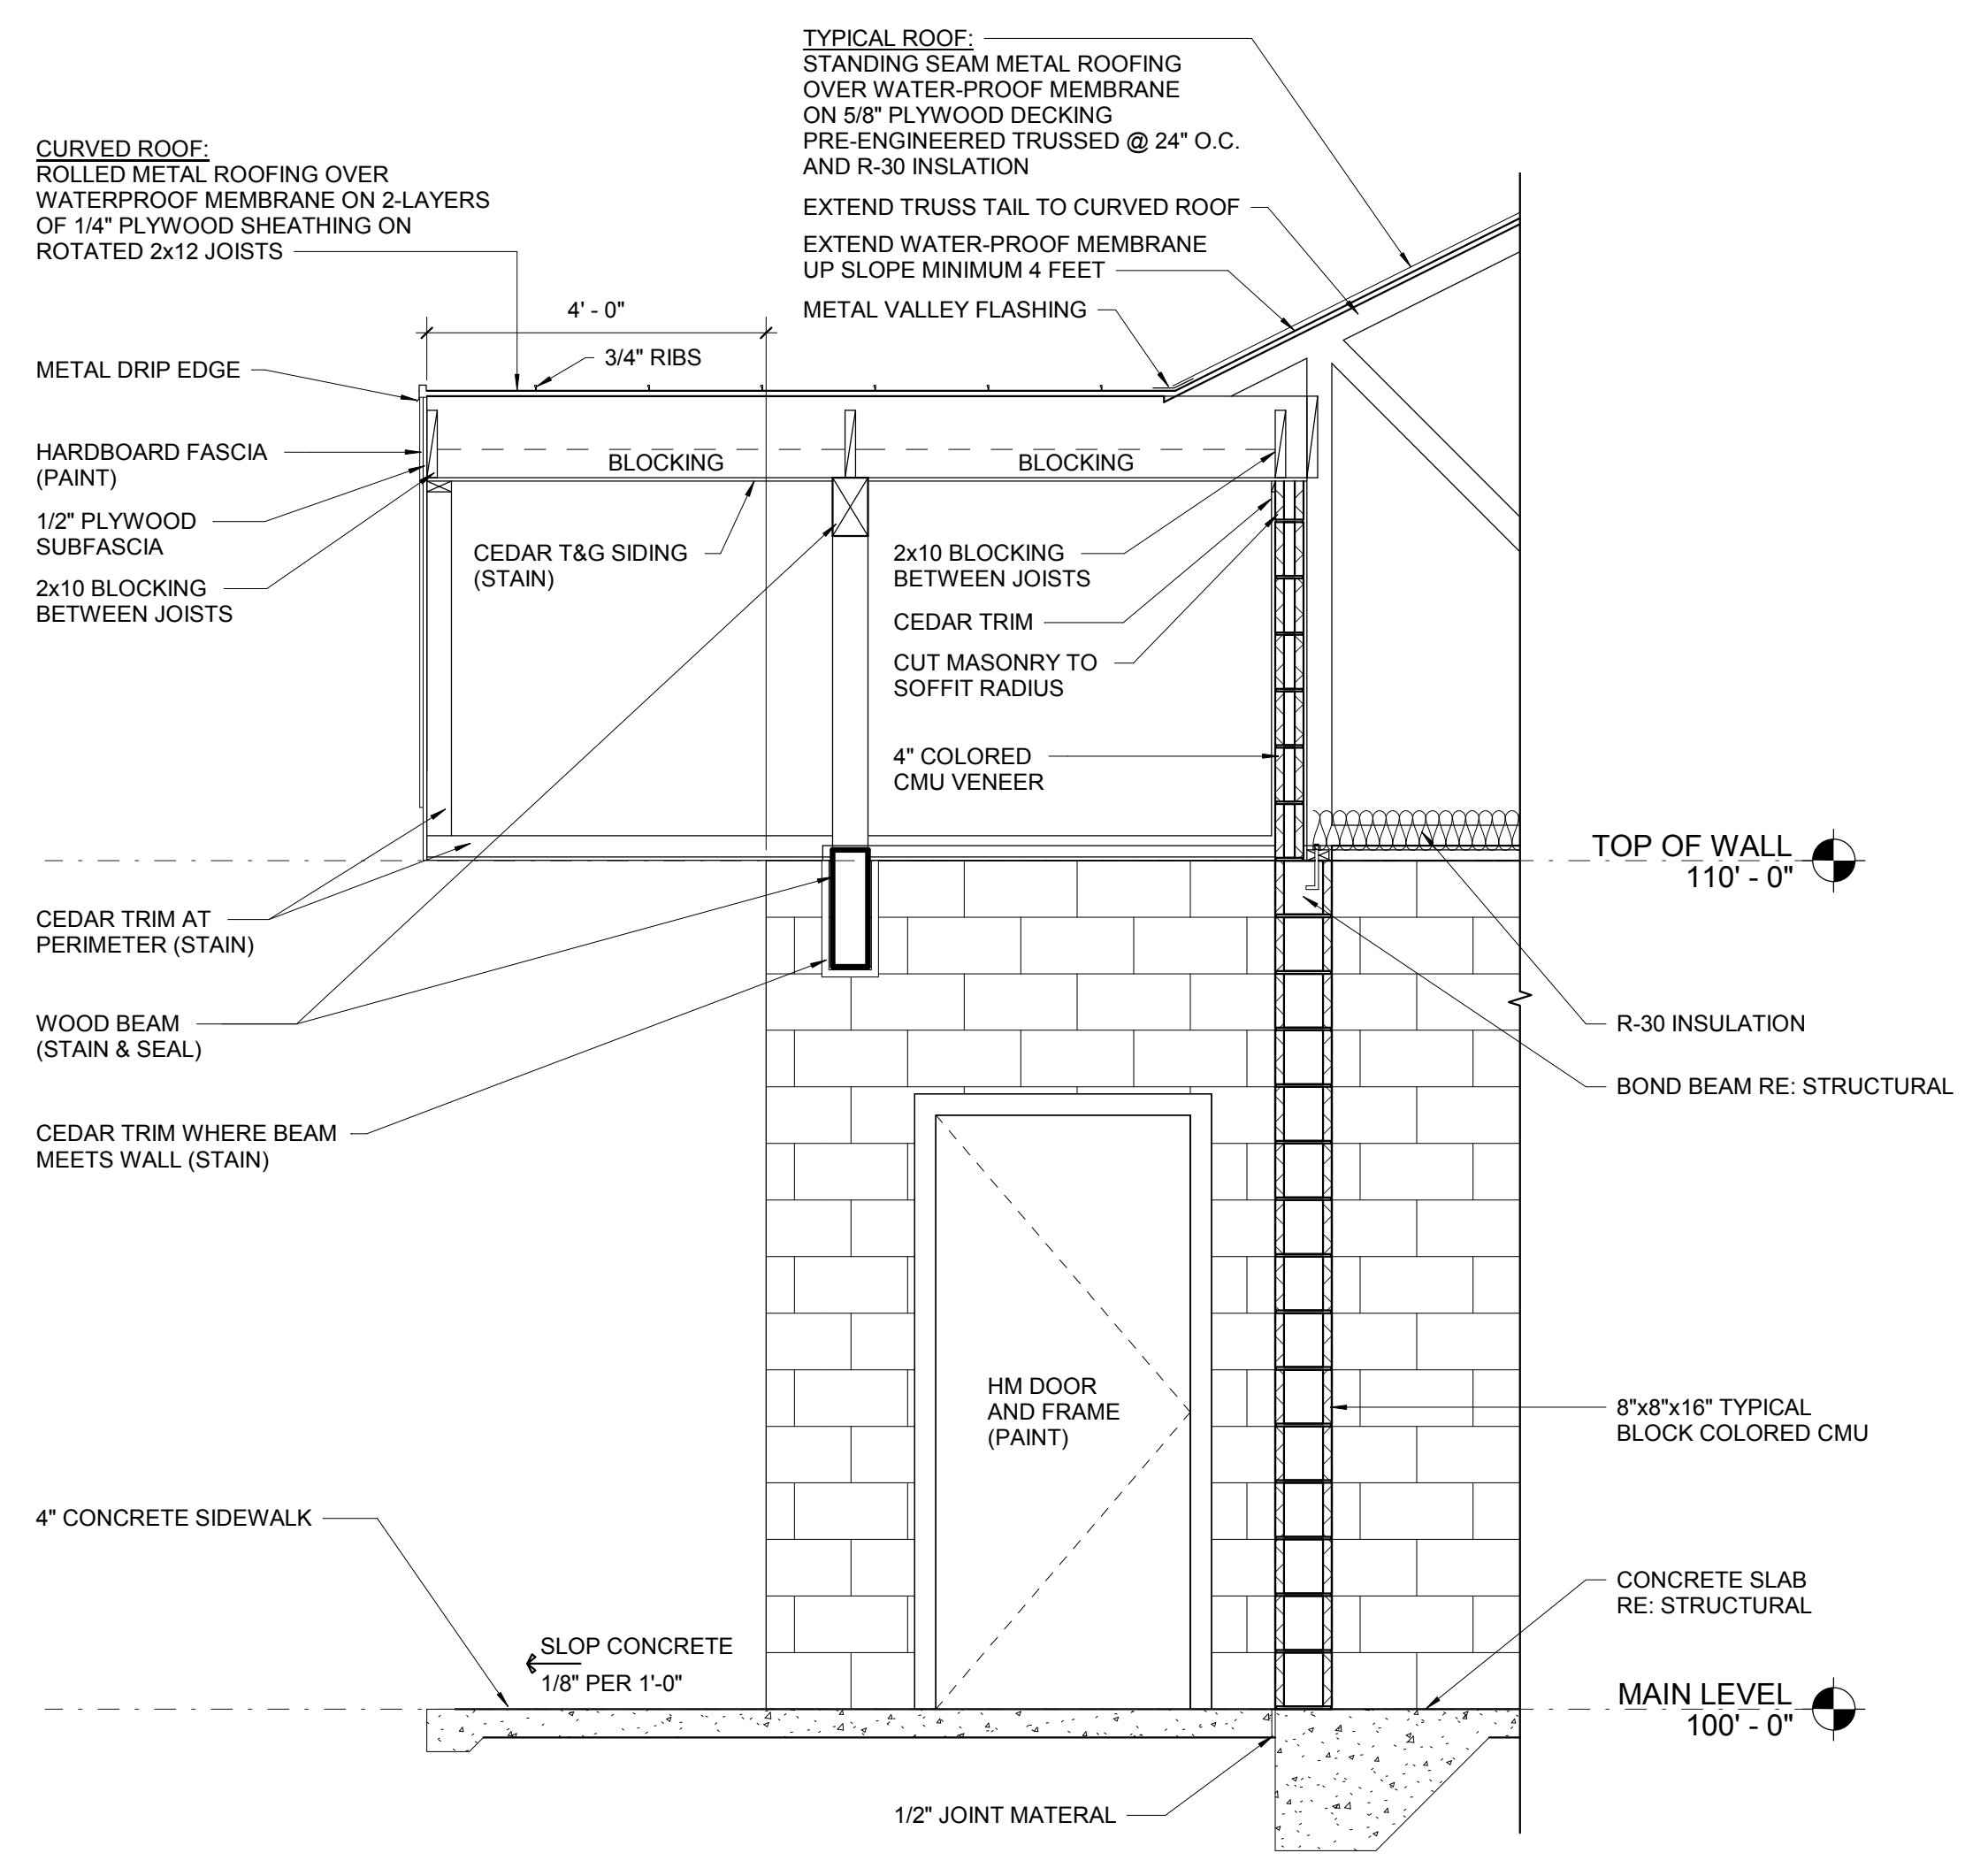 TYPICAL ROOF:
STANDING SEAM METAL ROOFING
OVER WATER-PROOF MEMBRANE
ON 5/8" PLYWOOD DECKING
PRE-ENGINEERED TRUSSED @ 24" O.C.
AND R-30 INSLATION
CURVED ROOF:
ROLLED METAL ROOFING OVER
WATERPROOF MEMBRANE ON 2-LAYERS
OF 1/4" PLYWOOD SHEATHING ON
ROTATED 2x12 JOISTS
EXTEND TRUSS TAIL TO CURVED ROOF
EXTEND WATER-PROOF MEMBRANE
UP SLOPE MINIMUM 4 FEET
METAL VALLEY FLASHING
4' - 0"
3/4" RIBS
METAL DRIP EDGE
HARDBOARD FASCIA
(PAINT)
BLOCKING
BLOCKING
1/2" PLYWOOD
SUBFASCIA
2x10 BLOCKING
BETWEEN JOISTS
CEDAR T&G SIDING
(STAIN)
2x10 BLOCKING
BETWEEN JOISTS
CEDAR TRIM
CUT MASONRY TO
SOFFIT RADIUS
4" COLORED
CMU VENEER
TOP OF WALL
110' - 0"
CEDAR TRIM AT
PERIMETER (STAIN)
WOOD BEAM
(STAIN & SEAL)
R-30 INSULATION
BOND BEAM RE: STRUCTURAL
CEDAR TRIM WHERE BEAM
MEETS WALL (STAIN)
HM DOOR
AND FRAME
(PAINT)
8"x8"x16" TYPICAL
BLOCK COLORED CMU
4" CONCRETE SIDEWALK
CONCRETE SLAB
RE: STRUCTURAL
SLOP CONCRETE
1/8" PER 1'-0"
MAIN LEVEL
100' - 0"
1/2" JOINT MATERAL